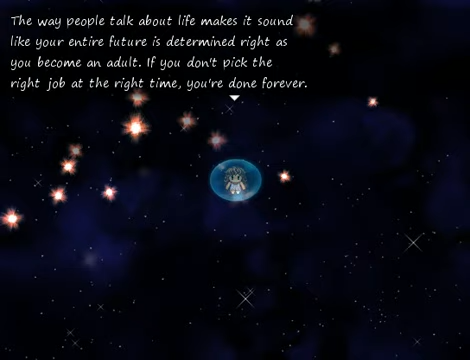 The way people talk about life makes it sound
like your entire future is determined right as
you become an adult. If you don't pick the
right job at the right time, you're done forever.